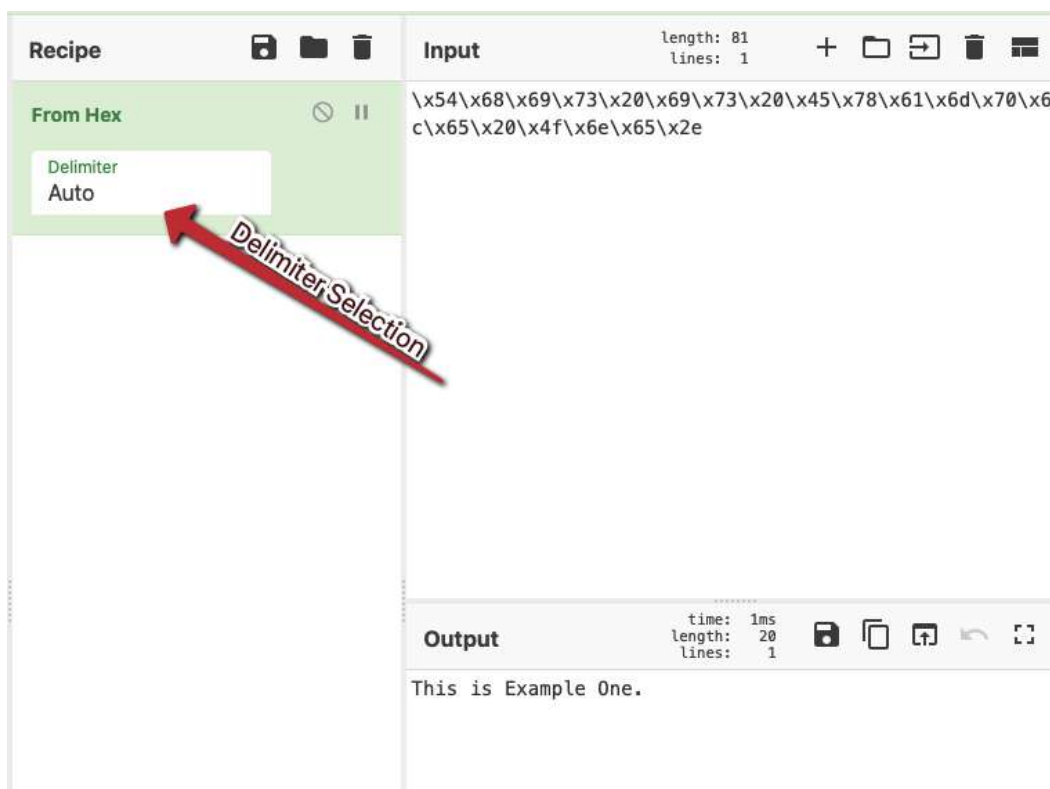 Recipe
From Hex
Delimiter
Auto
Delimiter Selection
Input
length: 81
lines: 1
\x54\x68\x69\x73\x20\x69\x73\x20\x45\x78\x61\x6d\x70\x6
c\x65\x20\x4f\x6e\x65\x2e
Output
time: 1ms
length: 20
lines: 1
This is Example One.